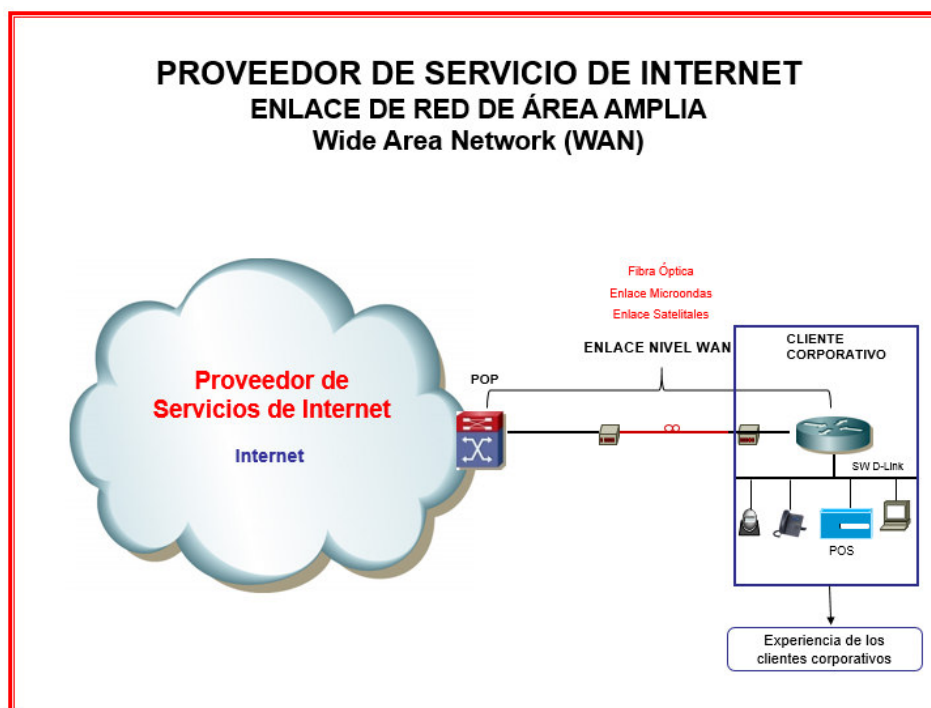 PROVEEDOR DE SERVICIO DE INTERNET
ENLACE DE RED DE ÁREA AMPLIA
Wide Area Network (WAN)
Fibra Óptica
Enlace Microondas
Enlace Satelitales
ENLACE NIVEL WAN
CLIENTE
CORPORATIVO
POP
Proveedor de
Servicios de Internet
Internet
SW D-Link
POS
Experiencia de los
clientes corporativos